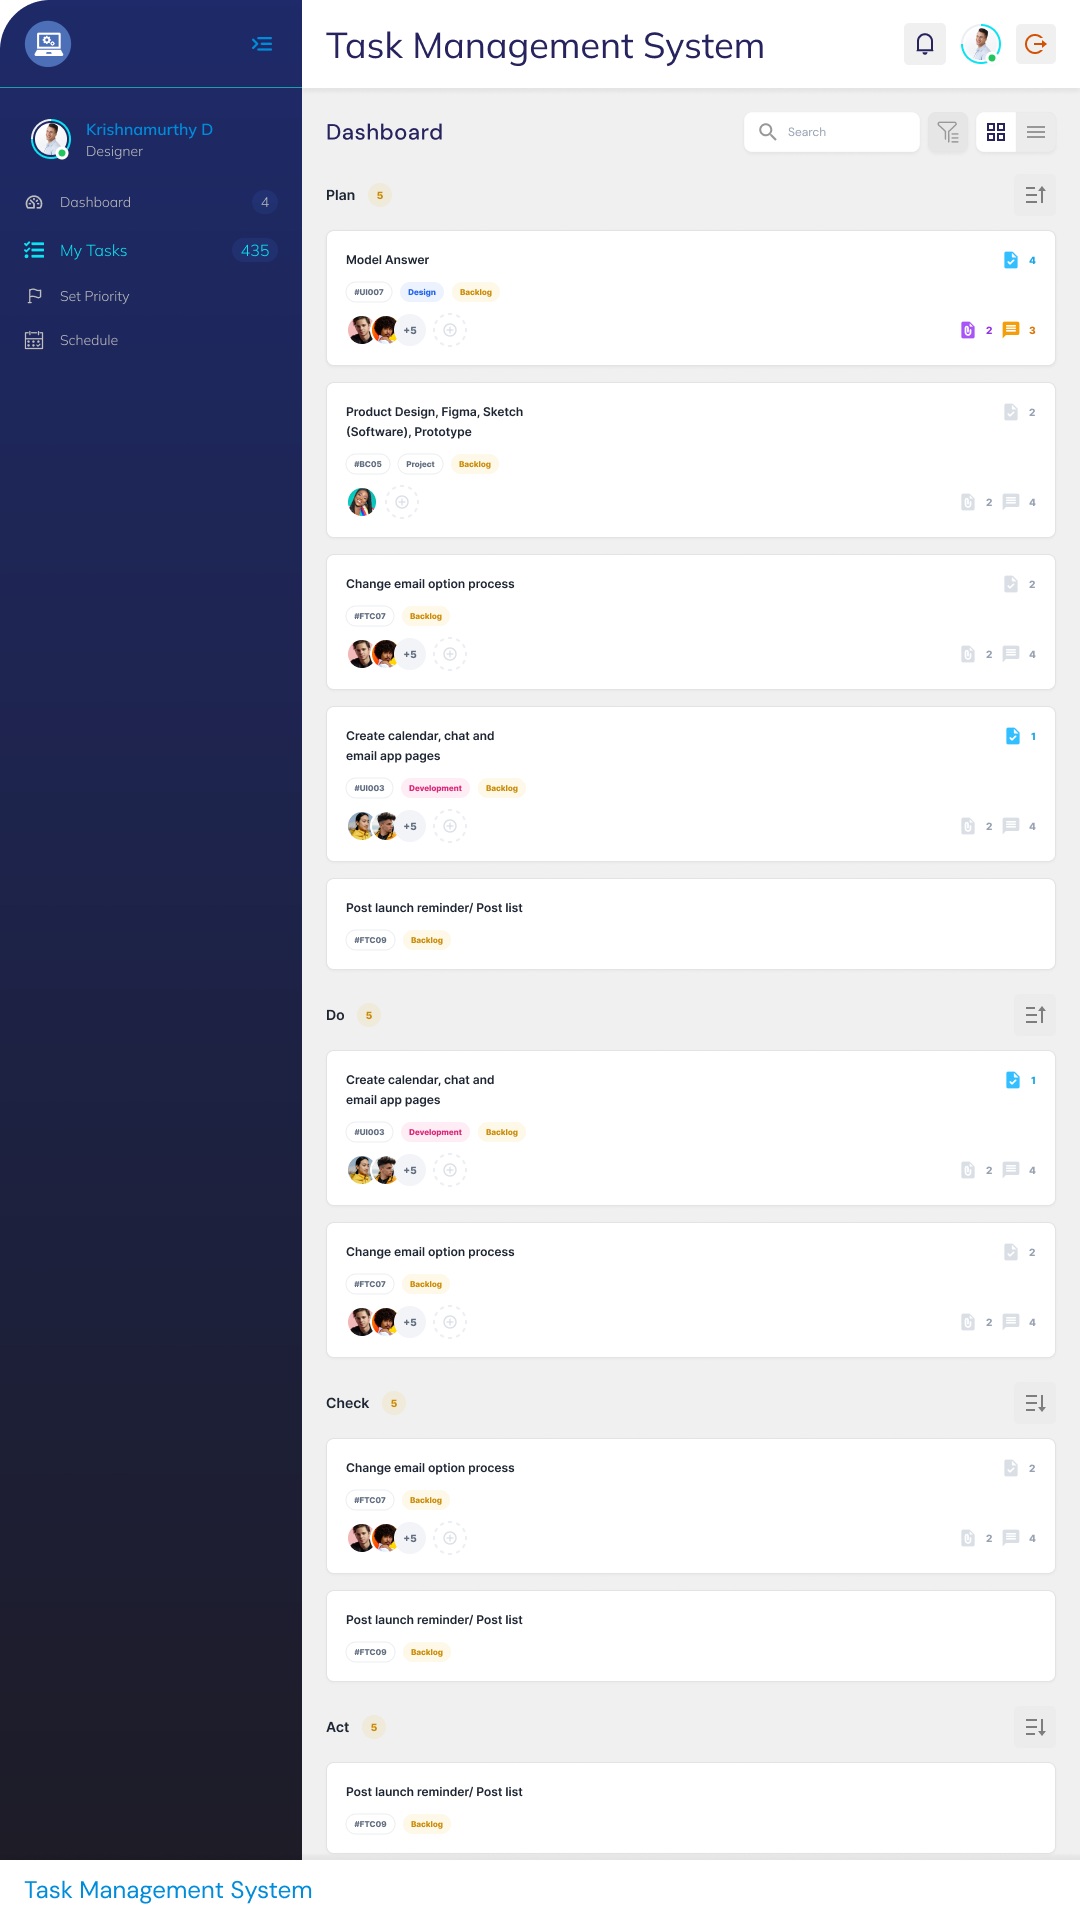 Task Management System
Krishnamurthy D
Designer
Dashboard 4
My Tasks 435
Set Priority
Schedule
Dashboard
Search
Plan 5
Model Answer 4
#UI007 Design Backlog
+5 2 3
Product Design, Figma, Sketch 2
(Software), Prototype
#BC05 Project Backlog
2 4
Change email option process 2
#FTC07 Backlog
+5 2 4
Create calendar, chat and 1
email app pages
#UI003 Development Backlog
+5 2 4
Post launch reminder/ Post list
#FTC09 Backlog
Do 5
Create calendar, chat and 1
email app pages
#UI003 Development Backlog
+5 2 4
Change email option process 2
#FTC07 Backlog
+5 2 4
Check 5
Change email option process 2
#FTC07 Backlog
+5 2 4
Post launch reminder/ Post list
#FTC09 Backlog
Act 5
Post launch reminder/ Post list
#FTC09 Backlog
Task Management System